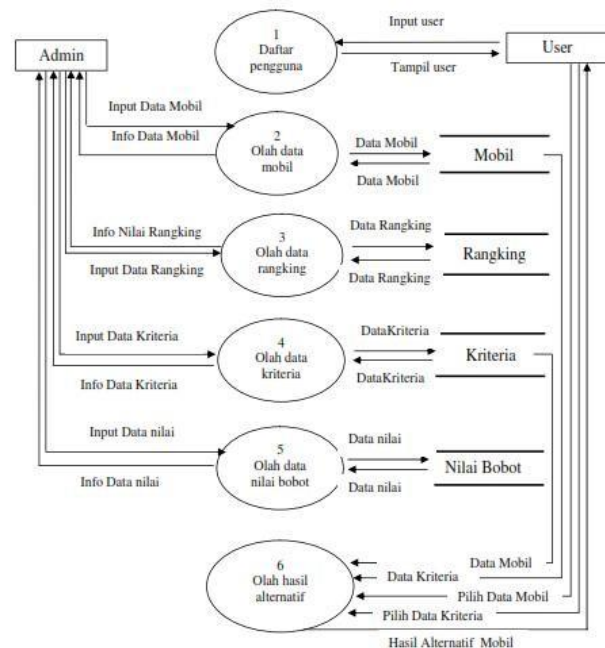 Input user
1
Daftar
pengguna
Admin
User
Tampil user
Input Data Mobil
Info Data Mobil
2
Olah data
mobil
Data Mobil
Mobil
Data Mobil
Info Nilai Rangking
3
Olah data
rangking
Data Rangking
Rangking
Input Data Rangking
Data Rangking
Input Data Kriteria
4
Olah data
kriteria
DataKriteria
Kriteria
Info Data Kriteria
DataKriteria
Input Data nilai
5
Olah data
nilai bobot
Data nilai
Nilai Bobot
Info Data nilai
Data nilai
6
Olah hasil
alternatif
Data Mobil
Data Kriteria
Pilih Data Mobil
Pilih Data Kriteria
Hasil Alternatif Mobil